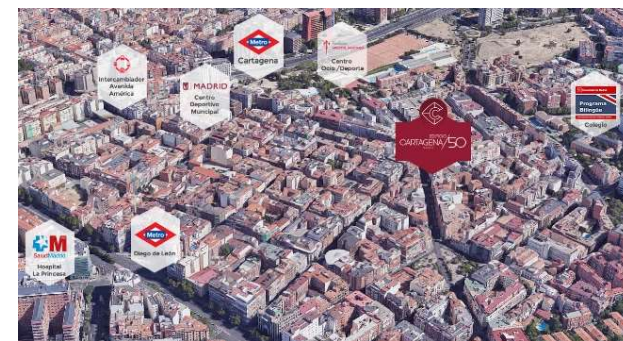 Metro
Cartagena
Centro
Ocio / Deporte
Intercambiador
Avenida
América
MADRID
Centro
Deportivo
Muncipal
Programa
Bilingüe
Colegio
CARTAGENA/50
Metro
Diego de León
SaludMadrid
Hospital
La Princesa